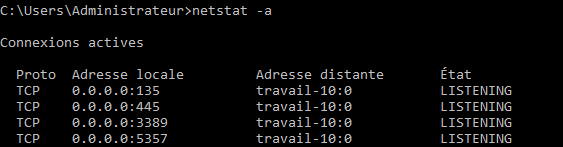 C:\Users\Administrateur>netstat -a
Connexions actives
Proto  Adresse locale         Adresse distante       État
TCP    0.0.0.0:135            travail-10:0           LISTENING
TCP    0.0.0.0:445            travail-10:0           LISTENING
TCP    0.0.0.0:3389           travail-10:0           LISTENING
TCP    0.0.0.0:5357           travail-10:0           LISTENING